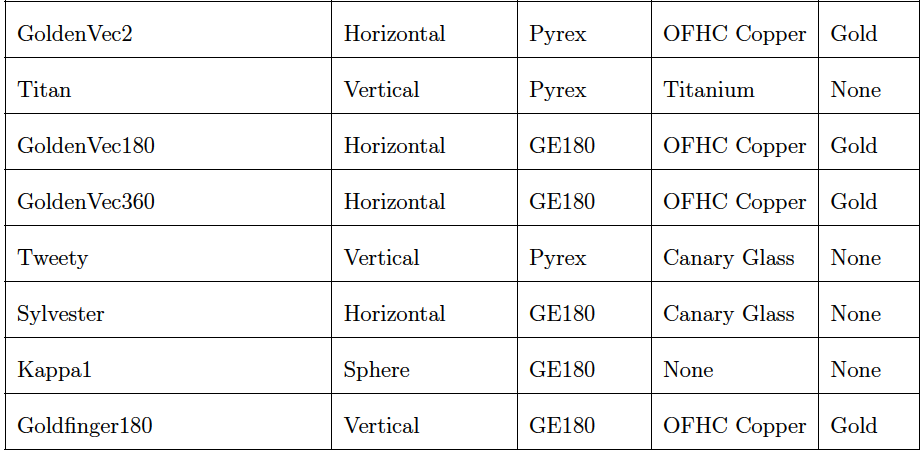 GoldenVec2 Horizontal Pyrex OFHC Copper Gold
Titan Vertical Pyrex Titanium None
GoldenVec180 Horizontal GE180 OFHC Copper Gold
GoldenVec360 Horizontal GE180 OFHC Copper Gold
Tweety Vertical Pyrex Canary Glass None
Sylvester Horizontal GE180 Canary Glass None
Kappa1 Sphere GE180 None None
Goldfinger180 Vertical GE180 OFHC Copper Gold